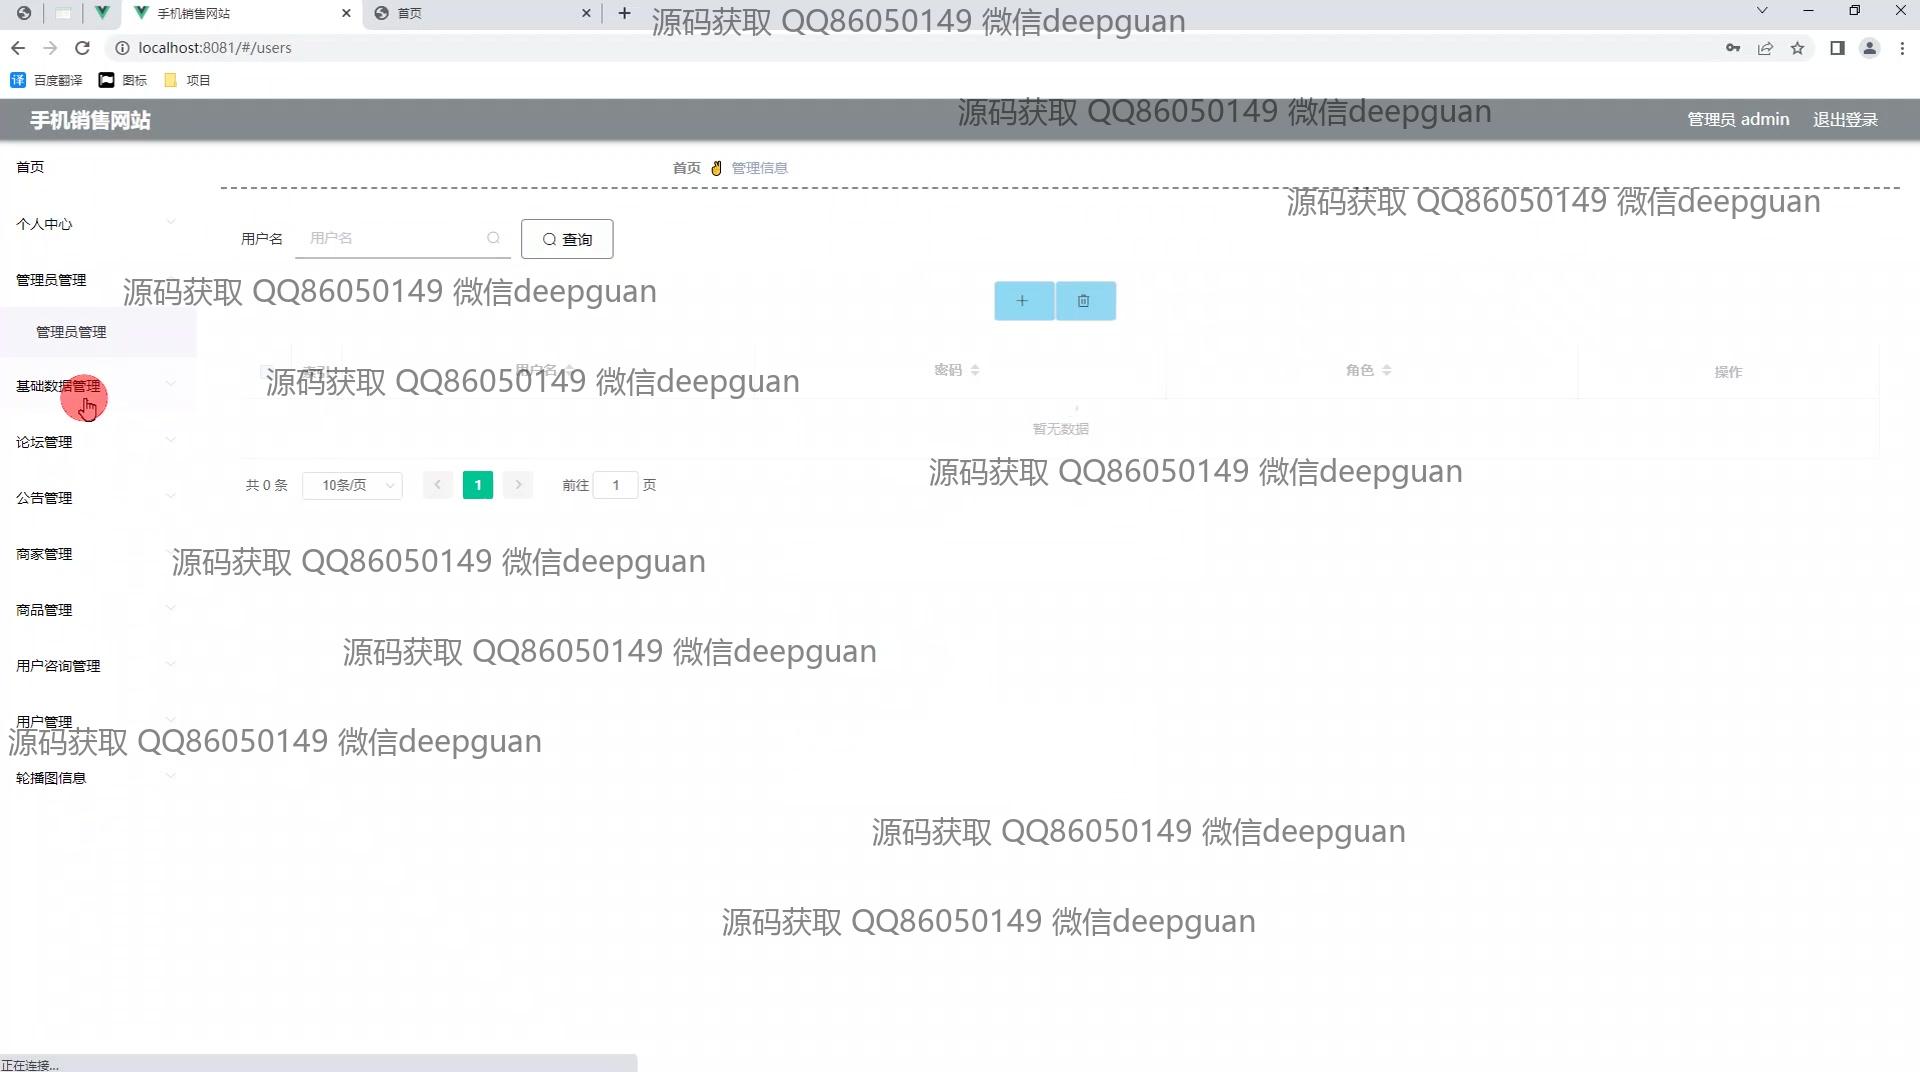 手机销售网站
首页
源码获取 QQ86050149 微信deepguan
localhost:8081/#/users
百度翻译 图标 项目
手机销售网站
源码获取 QQ86050149 微信deepguan
管理员 admin 退出登录
首页
首页 管理信息
源码获取 QQ86050149 微信deepguan
个人中心
用户名 用户名 查询
管理员管理
源码获取 QQ86050149 微信deepguan
管理员管理
索引 用户名 密码 角色 操作
源码获取 QQ86050149 微信deepguan
基础数据管理
暂无数据
论坛管理
源码获取 QQ86050149 微信deepguan
共 0 条 10条/页 1 前往 1 页
公告管理
商家管理
源码获取 QQ86050149 微信deepguan
商品管理
源码获取 QQ86050149 微信deepguan
用户咨询管理
用户管理
源码获取 QQ86050149 微信deepguan
轮播图信息
源码获取 QQ86050149 微信deepguan
源码获取 QQ86050149 微信deepguan
正在连接...